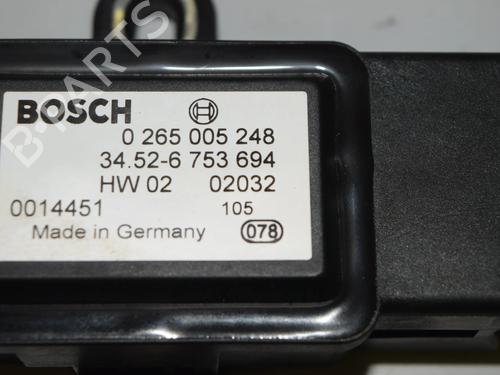 BOSCH
0 265 005 248
34.52-6 753 694
HW 02 02032
0014451 105
Made in Germany 078
B-PARTS